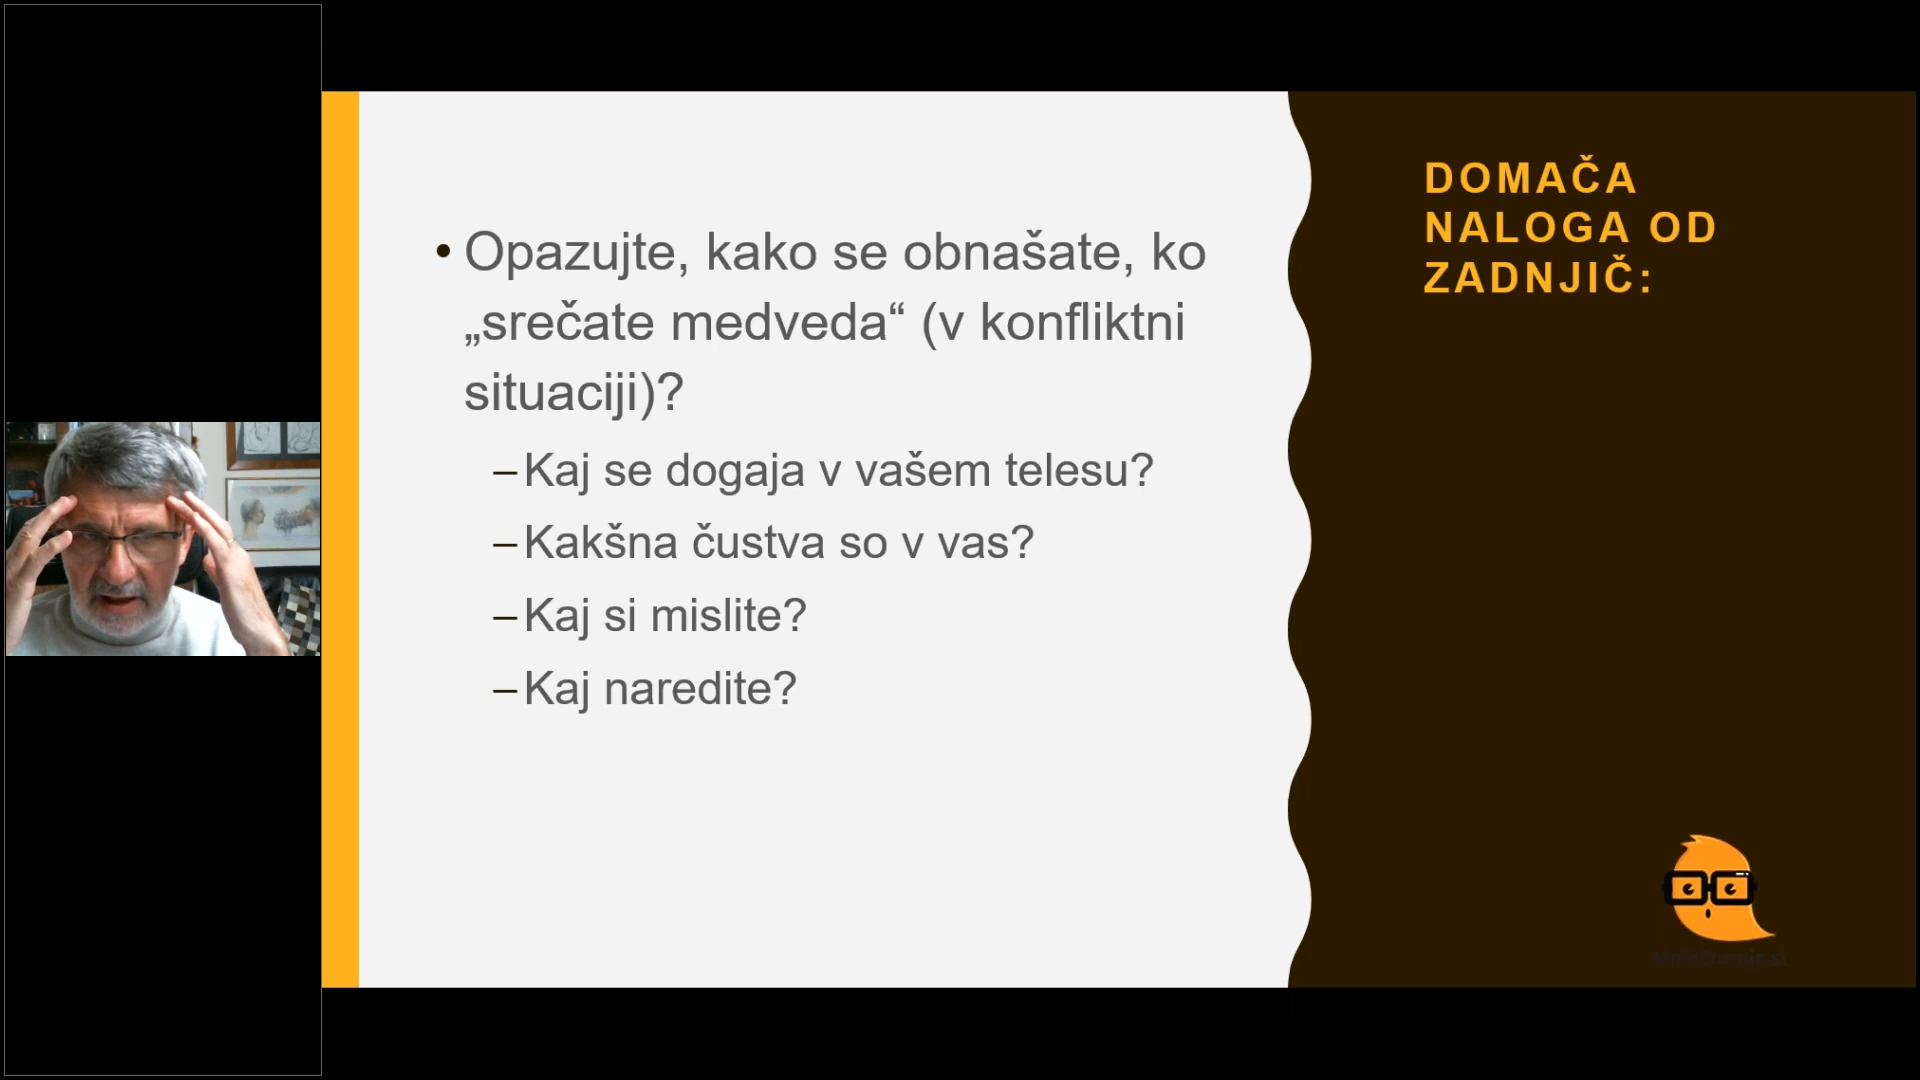 • Opazujte, kako se obnašate, ko
„srečate medveda“ (v konfliktni
situaciji)?
–Kaj se dogaja v vašem telesu?
–Kakšna čustva so v vas?
–Kaj si mislite?
–Kaj naredite?
DOMAČA
NALOGA OD
ZADNJIČ: